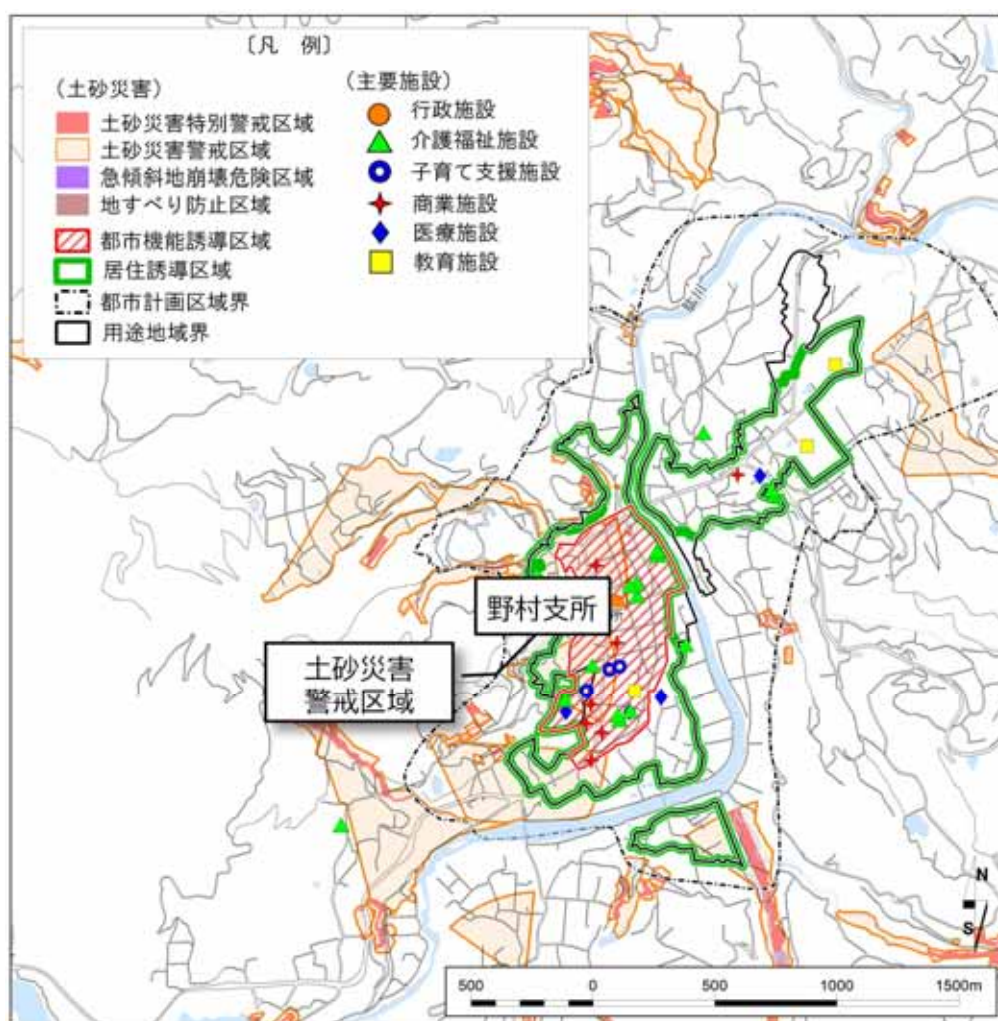 〔凡 例〕
（土砂災害）
土砂災害特別警戒区域
土砂災害警戒区域
急傾斜地崩壊危険区域
地すべり防止区域
都市機能誘導区域
居住誘導区域
都市計画区域界
用途地域界
（主要施設）
行政施設
介護福祉施設
子育て支援施設
商業施設
医療施設
教育施設
野村支所
土砂災害
警戒区域
N
S
500 0 500 1000 1500m